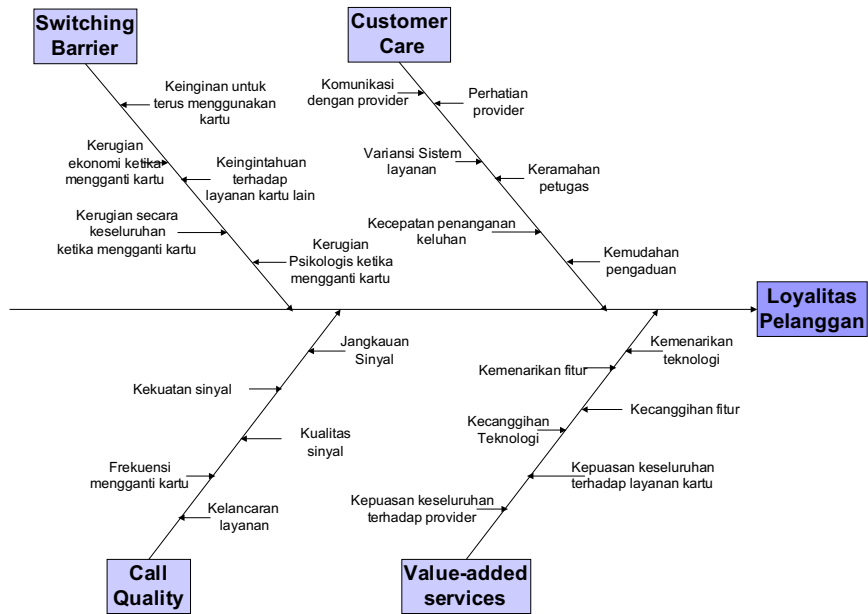 Switching
Barrier
Customer
Care
Keinginan untuk
terus menggunakan
kartu
Komunikasi
dengan provider
Perhatian
provider
Kerugian
ekonomi ketika
mengganti kartu
Keingintahuan
terhadap
layanan kartu lain
Variansi Sistem
layanan
Keramahan
petugas
Kerugian secara
keseluruhan
ketika mengganti kartu
Kerugian
Psikologis ketika
mengganti kartu
Kecepatan penanganan
keluhan
Kemudahan
pengaduan
Loyalitas
Pelanggan
Jangkauan
Sinyal
Kemenarikan
teknologi
Kekuatan sinyal
Kemenarikan fitur
Kualitas
sinyal
Kecanggihan
Teknologi
Kecanggihan fitur
Frekuensi
mengganti kartu
Kepuasan keseluruhan
terhadap layanan kartu
Kelancaran
layanan
Kepuasan keseluruhan
terhadap provider
Call
Quality
Value-added
services